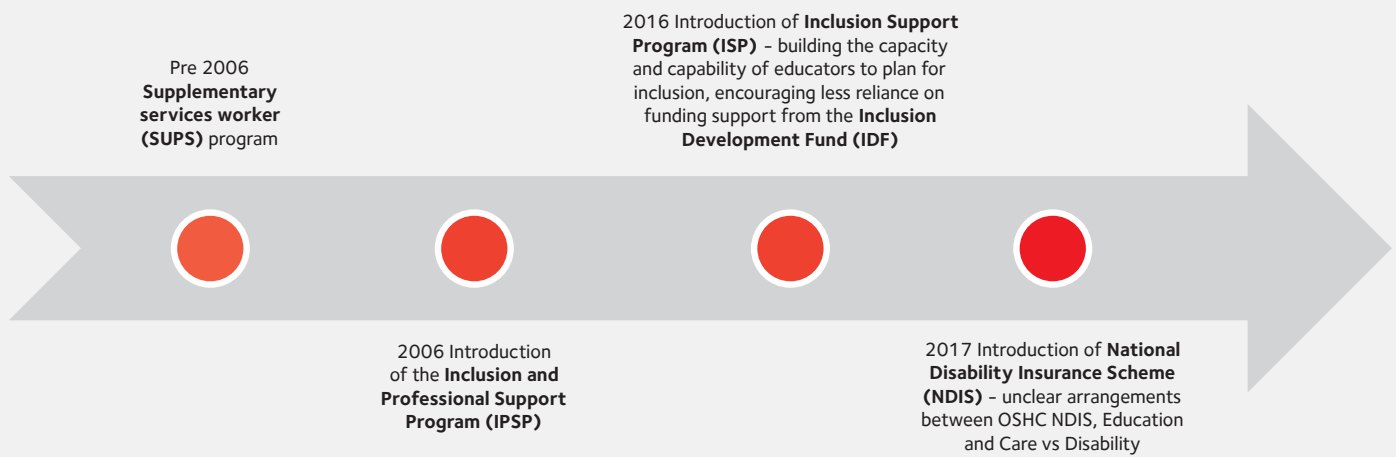 Pre 2006
Supplementary
services worker
(SUPS) program
2006 Introduction
of the Inclusion and
Professional Support
Program (IPSP)
2016 Introduction of Inclusion Support
Program (ISP) – building the capacity
and capability of educators to plan for
inclusion, encouraging less reliance on
funding support from the Inclusion
Development Fund (IDF)
2017 Introduction of National
Disability Insurance Scheme
(NDIS) – unclear arrangements
between OSHC NDIS, Education
and Care vs Disability